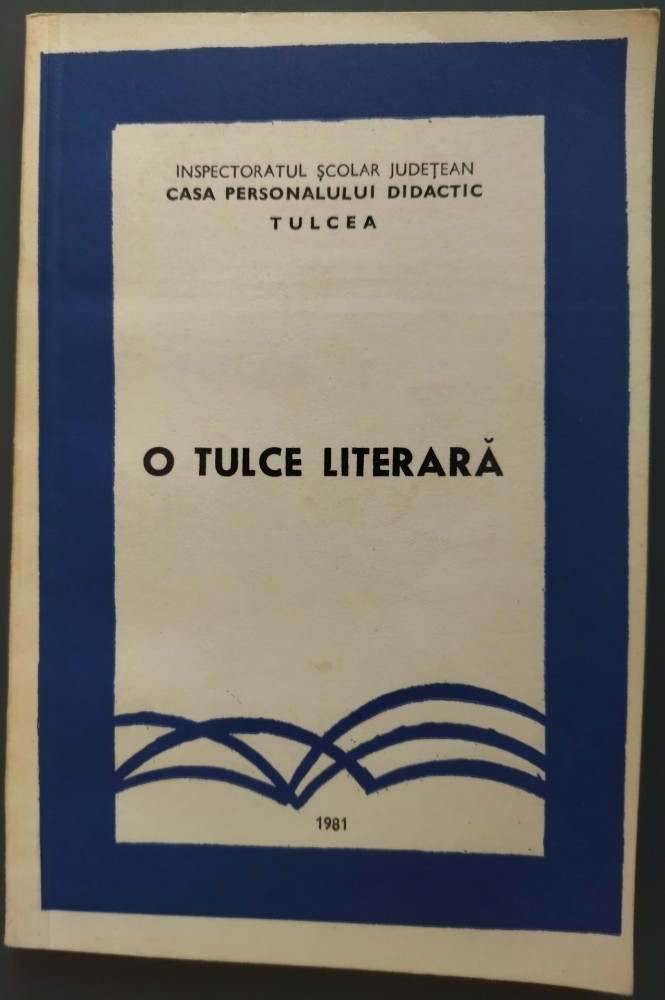 INSPECTORATUL ȘCOLAR JUDEȚEAN
CASA PERSONALULUI DIDACTIC
TULCEA
O TULCE LITERARĂ
1981